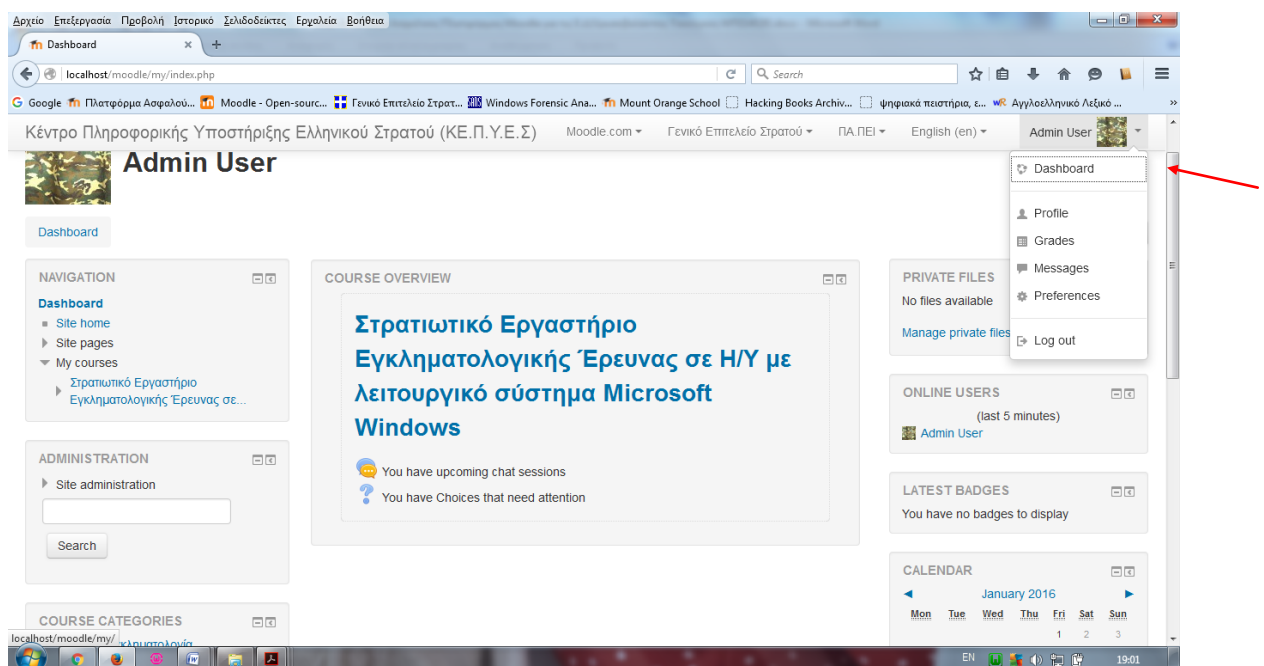 Αρχείο Επεξεργασία Προβολή Ιστορικό Σελιδοδείκτες Εργαλεία Βοήθεια
Dashboard
localhost/moodle/my/index.php
Search
Google Πλατφόρμα Ασφαλού... Moodle - Open-sourc... Γενικό Επιτελείο Στρατ... Windows Forensic Ana... Mount Orange School Hacking Books Archiv... ψηφιακά πειστήρια, ε... Αγγλοελληνικό Λεξικό ...
Κέντρο Πληροφορικής Υποστήριξης Ελληνικού Στρατού (ΚΕ.Π.Υ.Ε.Σ) Moodle.com Γενικό Επιτελείο Στρατού ΠΑ.ΠΕΙ English (en) Admin User
Admin User
Dashboard
Profile
Grades
Messages
Preferences
Log out
Dashboard
NAVIGATION
Dashboard
Site home
Site pages
My courses
Στρατιωτικό Εργαστήριο
Εγκληματολογικής Έρευνας σε...
ADMINISTRATION
Site administration
Search
COURSE CATEGORIES
COURSE OVERVIEW
Στρατιωτικό Εργαστήριο
Εγκληματολογικής Έρευνας σε Η/Υ με
λειτουργικό σύστημα Microsoft
Windows
You have upcoming chat sessions
You have Choices that need attention
PRIVATE FILES
No files available
Manage private files
ONLINE USERS
(last 5 minutes)
Admin User
LATEST BADGES
You have no badges to display
CALENDAR
January 2016
Mon Tue Wed Thu Fri Sat Sun
1 2 3
localhost/moodle/my/
EN 19:01